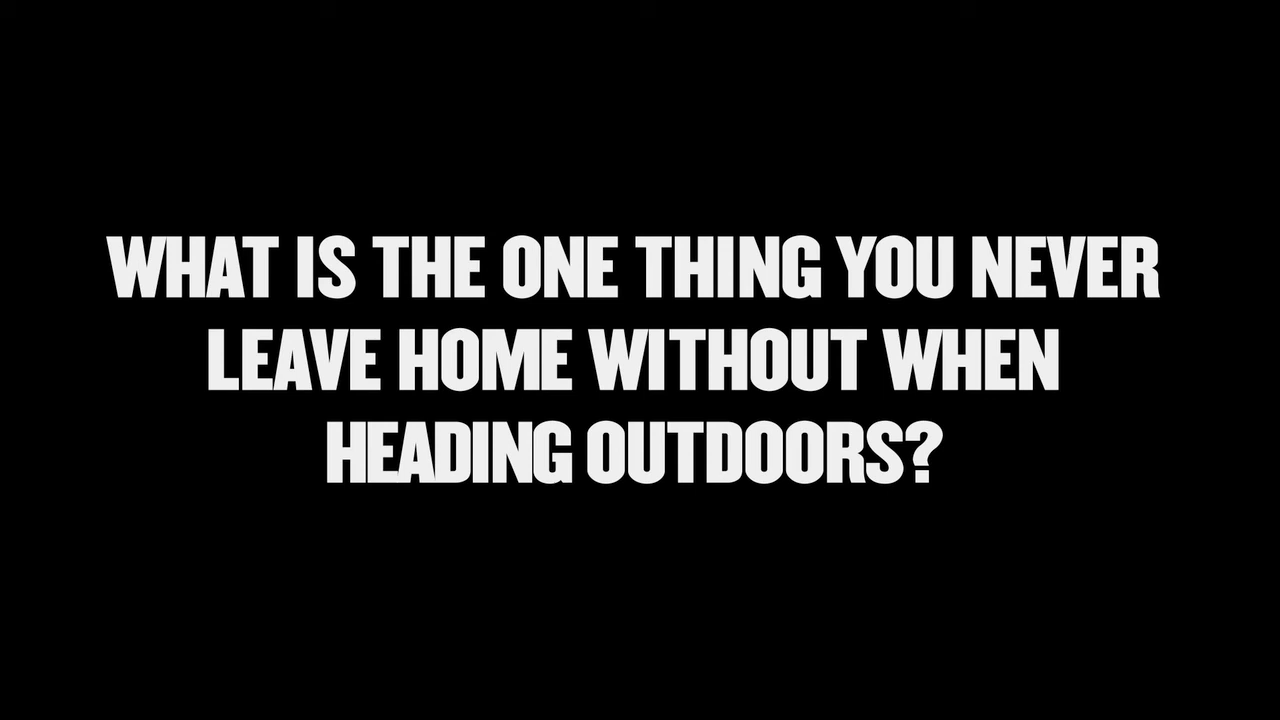 WHAT IS THE ONE THING YOU NEVER
LEAVE HOME WITHOUT WHEN
HEADING OUTDOORS?